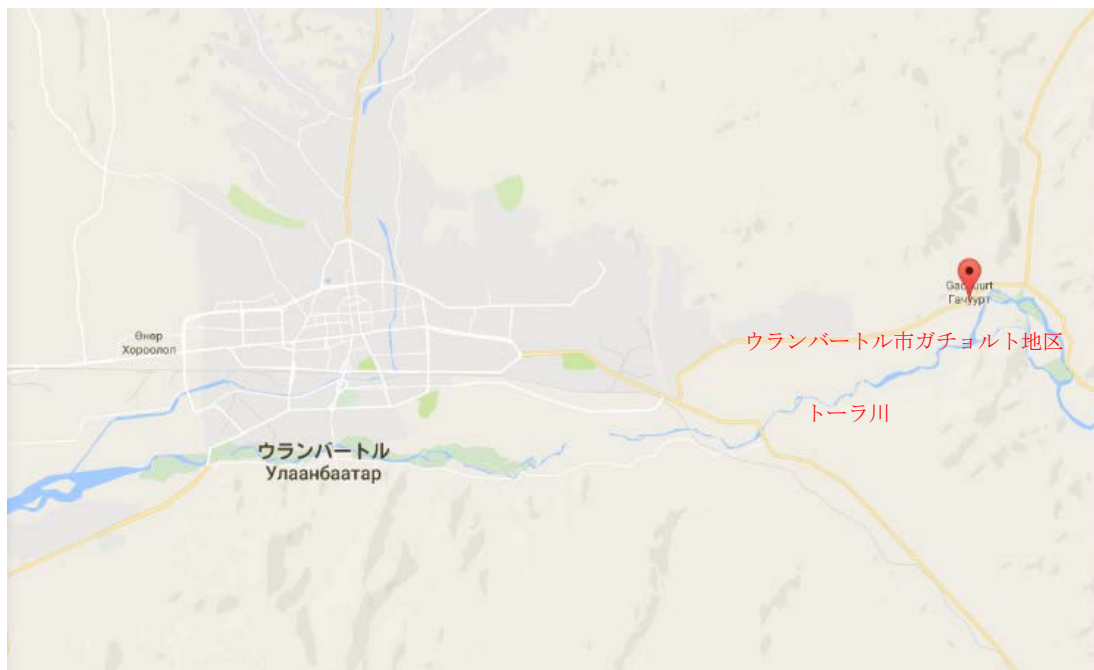 Гачуурт
ウランバートル市ガチョルト地区
Өнөр
Хороолол
トーラ川
ウランバートル
Улаанбаатар